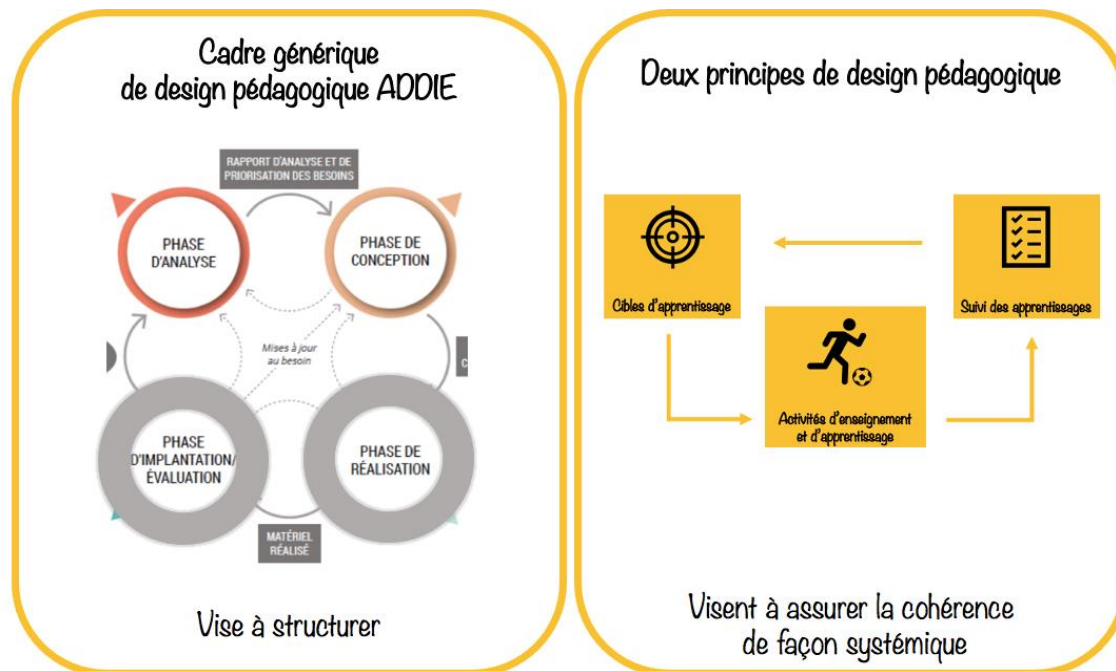 Cadre générique
de design pédagogique ADDIE
RAPPORT D'ANALYSE ET DE
PRIORISATION DES BESOINS
PHASE
D'ANALYSE
PHASE DE
CONCEPTION
Mises à jour
au besoin
PHASE
D'IMPLANTATION/
ÉVALUATION
PHASE DE
RÉALISATION
MATÉRIEL
RÉALISÉ
Vise à structurer
Deux principes de design pédagogique
Cibles d'apprentissage
Suivi des apprentissages
Activités d'enseignement
et d'apprentissage
Visent à assurer la cohérence
de façon systémique